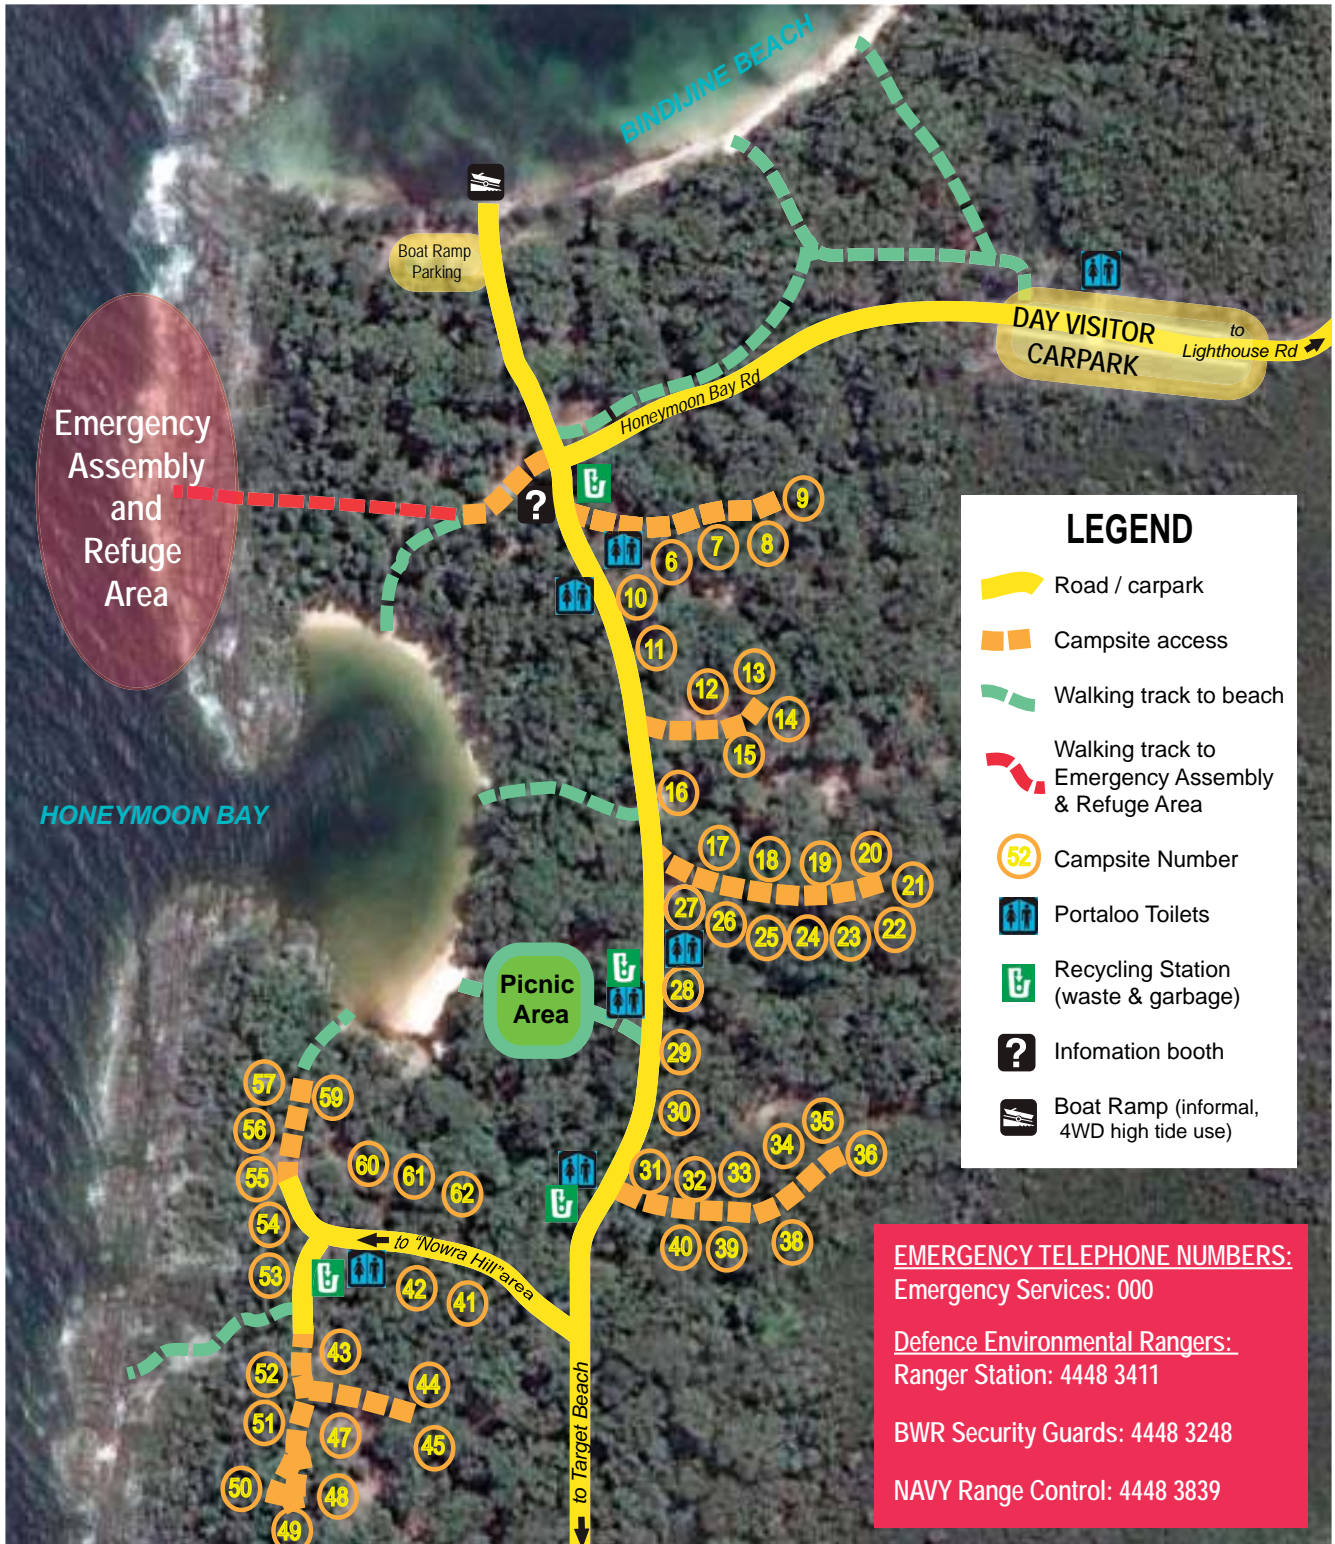 BINDIJINE BEACH
Boat Ramp
Parking
DAY VISITOR
CARPARK
to
Lighthouse Rd
Honeymoon Bay Rd
Emergency
Assembly
and
Refuge
Area
?
9
8
7
6
10
11
13
12
14
15
16
HONEYMOON BAY
17
18
19
20
21
27
26
25
24
23
22
Picnic
Area
28
29
30
57
59
56
55
54
53
60
61
62
31
32
33
34
35
36
40
39
38
to "Nowra Hill" area
42
41
43
52
44
51
47
45
50
48
49
to Target Beach
LEGEND
Road / carpark
Campsite access
Walking track to beach
Walking track to
Emergency Assembly
& Refuge Area
52 Campsite Number
Portaloo Toilets
Recycling Station
(waste & garbage)
? Infomation booth
Boat Ramp (informal,
4WD high tide use)
EMERGENCY TELEPHONE NUMBERS:
Emergency Services: 000
Defence Environmental Rangers:
Ranger Station: 4448 3411
BWR Security Guards: 4448 3248
NAVY Range Control: 4448 3839